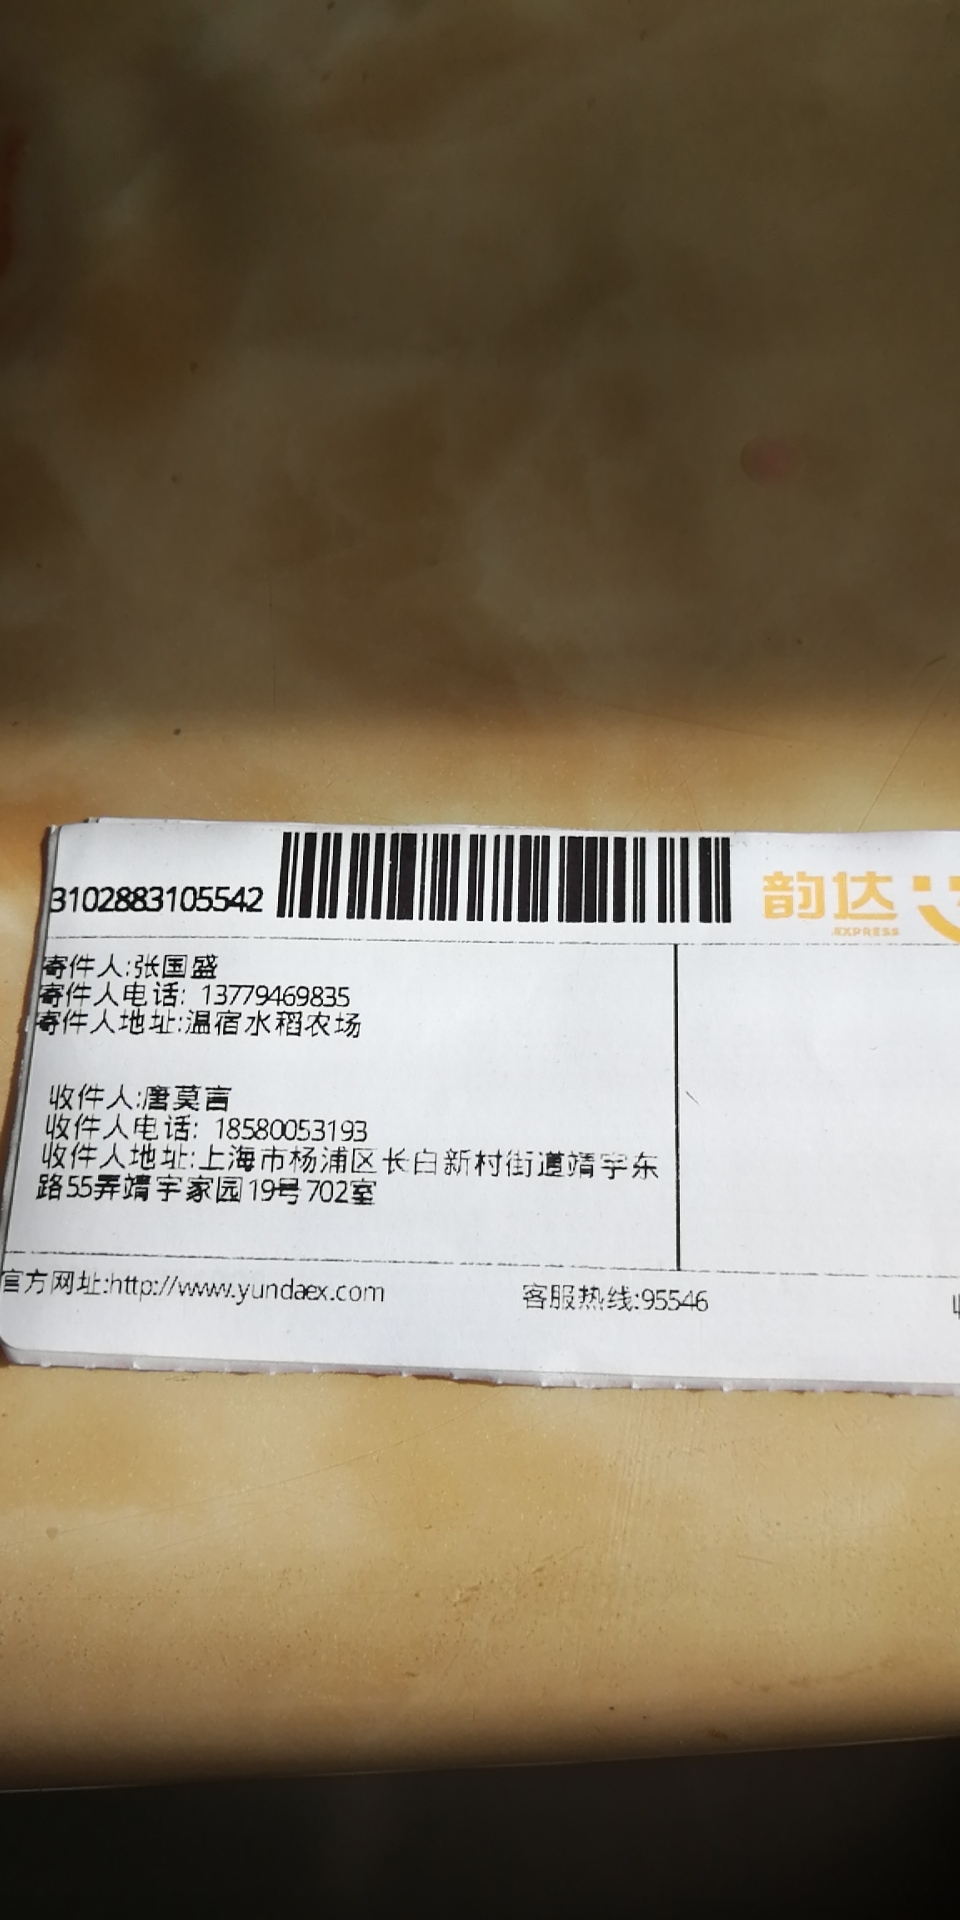 3102883105542
韵达
EXPRESS
寄件人:张国盛
寄件人电话: 13779469835
寄件人地址:温宿水稻农场
收件人:唐莫言
收件人电话: 18580053193
收件人地址:上海市杨浦区长白新村街道靖宇东
路55弄靖宇家园19号702室
官方网址:http://www.yundaex.com
客服热线:95546